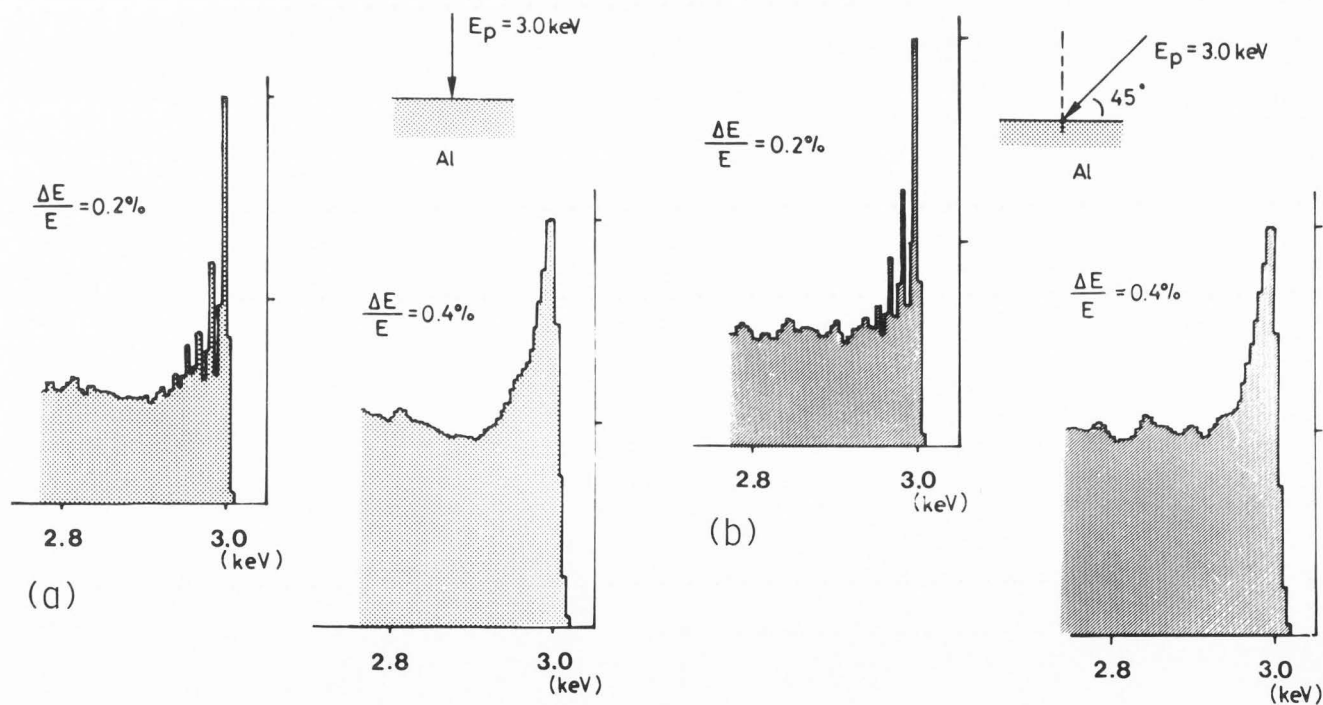 E_p = 3.0 keV
Al
ΔE/E = 0.2%
2.8
3.0
(keV)
ΔE/E = 0.4%
2.8
3.0
(keV)
(a)
E_p = 3.0 keV
45°
Al
ΔE/E = 0.2%
2.8
3.0
(keV)
ΔE/E = 0.4%
2.8
3.0
(keV)
(b)